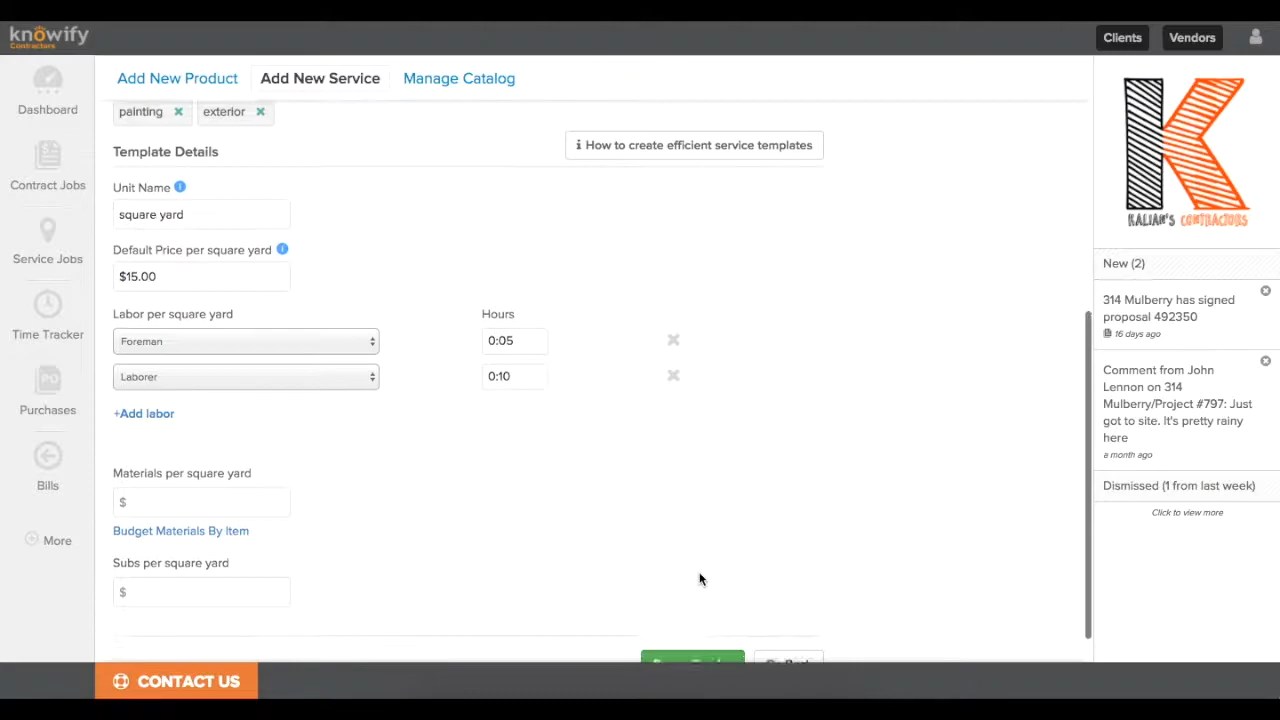 knowify
Contractors
Clients
Vendors
Dashboard
Contract Jobs
Service Jobs
Time Tracker
PO
Purchases
Bills
More
Add New Product
Add New Service
Manage Catalog
painting
exterior
Template Details
How to create efficient service templates
Unit Name
square yard
Default Price per square yard
$15.00
Labor per square yard
Hours
Foreman
0:05
Laborer
0:10
+Add labor
Materials per square yard
$
Budget Materials By Item
Subs per square yard
$
KALIAN'S CONTRACTORS
New (2)
314 Mulberry has signed
proposal 492350
16 days ago
Comment from John
Lennon on 314
Mulberry/Project #797: Just
got to site. It's pretty rainy
here
a month ago
Dismissed (1 from last week)
Click to view more
CONTACT US